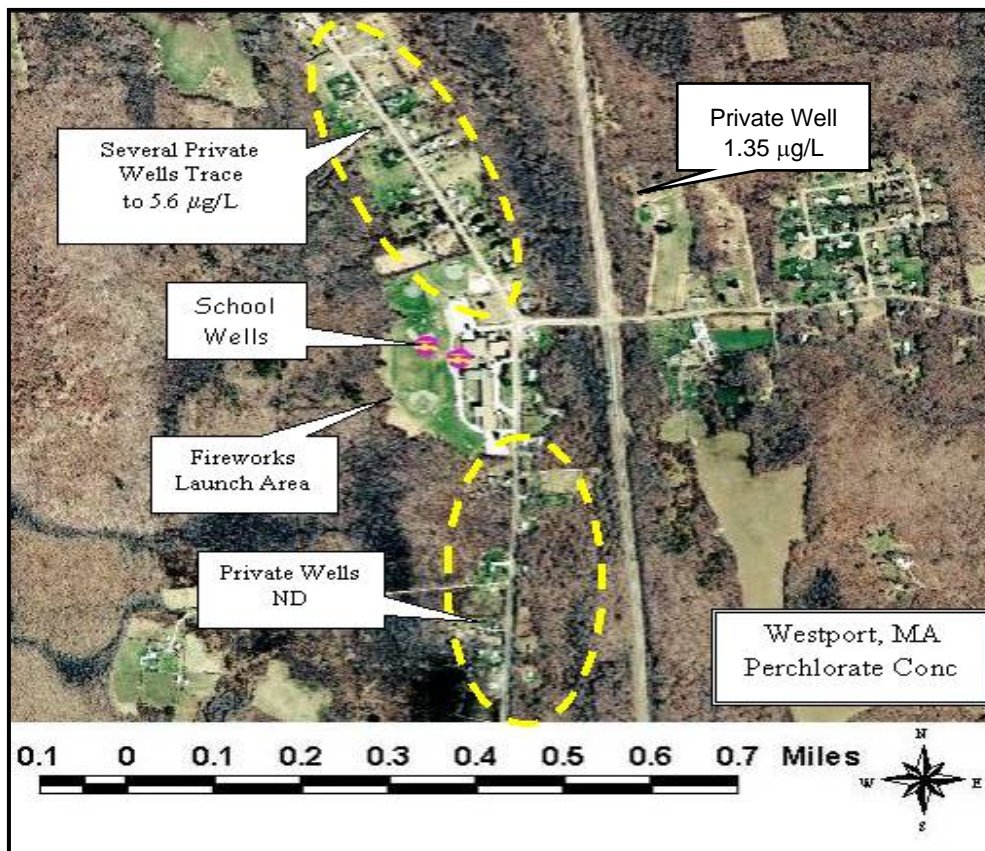 Private Well
1.35 µg/L
Several Private
Wells Trace
to 5.6 µg/L
School
Wells
Fireworks
Launch Area
Private Wells
ND
Westport, MA
Perchlorate Conc
0.1 0 0.1 0.2 0.3 0.4 0.5 0.6 0.7 Miles
N
W E
S